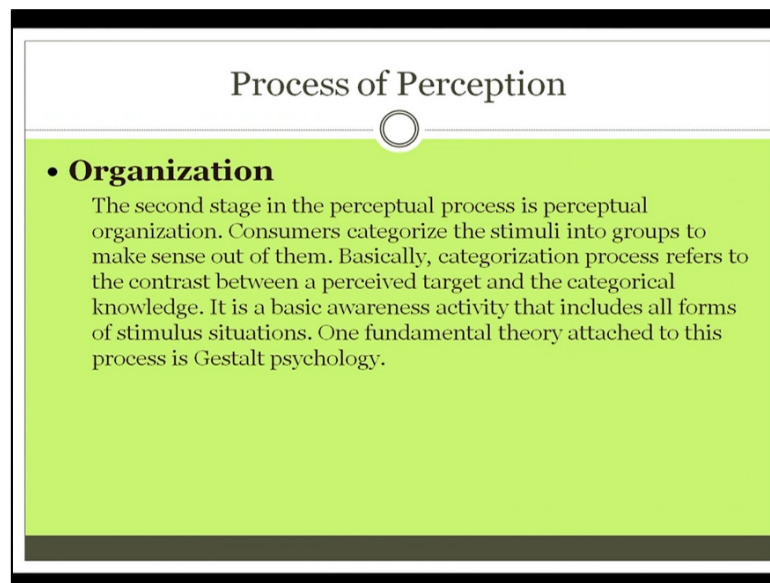 Process of Perception
• Organization
The second stage in the perceptual process is perceptual
organization. Consumers categorize the stimuli into groups to
make sense out of them. Basically, categorization process refers to
the contrast between a perceived target and the categorical
knowledge. It is a basic awareness activity that includes all forms
of stimulus situations. One fundamental theory attached to this
process is Gestalt psychology.